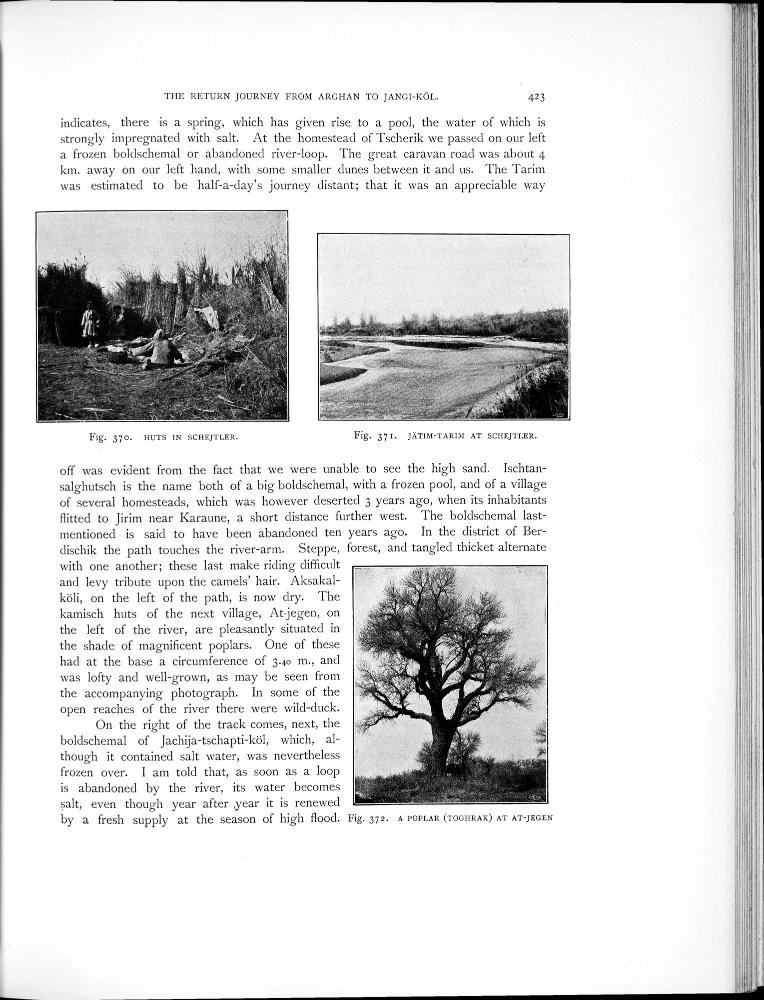 THE RETURN JOURNEY FROM ARGHAN TO JANGI-KÖL. 423
indicates, there is a spring, which has given rise to a pool, the water of which is
strongly impregnated with salt. At the homestead of Tscherik we passed on our left
a frozen boldschemal or abandoned river-loop. The great caravan road was about 4
km. away on our left hand, with some smaller dunes between it and us. The Tarim
was estimated to be half-a-day's journey distant; that it was an appreciable way
Fig. 370. HUTS IN SCHEJTLER.
Fig. 371. JÄTIM-TARIM AT SCHEJTLER.
off was evident from the fact that we were unable to see the high sand. Ischtan-
salghutsch is the name both of a big boldschemal, with a frozen pool, and of a village
of several homesteads, which was however deserted 3 years ago, when its inhabitants
flitted to Jirim near Karaune, a short distance further west. The boldschemal last-
mentioned is said to have been abandoned ten years ago. In the district of Ber-
dischik the path touches the river-arm. Steppe, forest, and tangled thicket alternate
with one another; these last make riding difficult
and levy tribute upon the camels' hair. Aksakal-
köli, on the left of the path, is now dry. The
kamisch huts of the next village, At-jegen, on
the left of the river, are pleasantly situated in
the shade of magnificent poplars. One of these
had at the base a circumference of 3.40 m., and
was lofty and well-grown, as may be seen from
the accompanying photograph. In some of the
open reaches of the river there were wild-duck.
On the right of the track comes, next, the
boldschemal of Jachija-tschapti-köl, which, al-
though it contained salt water, was nevertheless
frozen over. I am told that, as soon as a loop
is abandoned by the river, its water becomes
salt, even though year after year it is renewed
by a fresh supply at the season of high flood.
Fig. 372. A POPLAR (TOGHRAK) AT AT-JEGEN